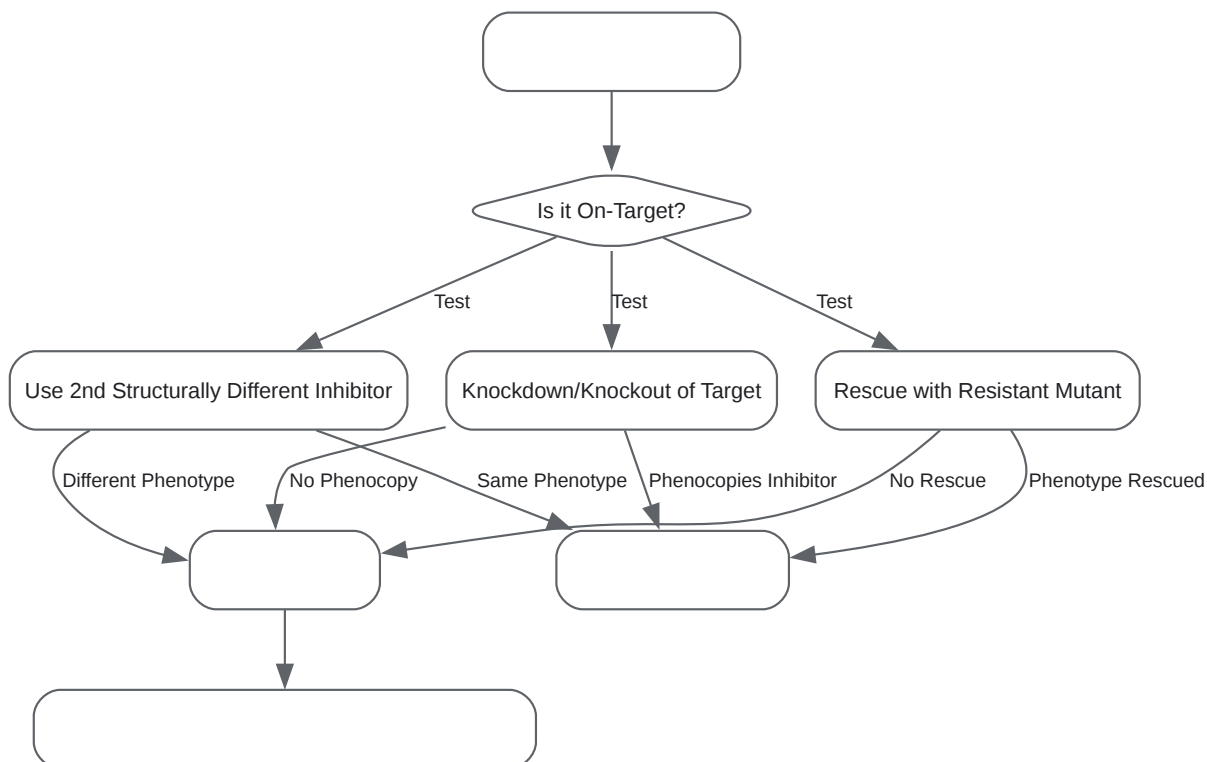 Is it On-Target?
Test
Test
Test
Use 2nd Structurally Different Inhibitor
Knockdown/Knockout of Target
Rescue with Resistant Mutant
Different Phenotype
No Phenocopy
Same Phenotype
Phenocopies Inhibitor
No Rescue
Phenotype Rescued